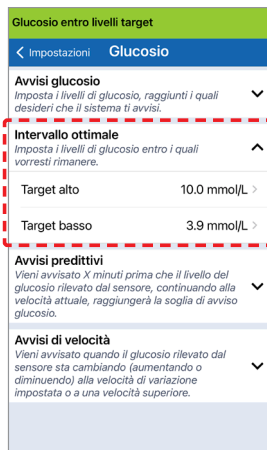 Glucosio entro livelli target
Impostazioni Glucosio
Avvisi glucosio
Imposta i livelli di glucosio, raggiunti i quali
desideri che il sistema ti avvisi.
Intervallo ottimale
Imposta i livelli di glucosio entro i quali
vorresti rimanere.
Target alto 10.0 mmol/L
Target basso 3.9 mmol/L
Avvisi predittivi
Vieni avvisato X minuti prima che il livello del
glucosio rilevato dal sensore, continuando alla
velocità attuale, raggiungerà la soglia di avviso
glucosio.
Avvisi di velocità
Vieni avvisato quando il glucosio rilevato dal
sensore sta cambiando (aumentando o
diminuendo) alla velocità di variazione
impostata o a una velocità superiore.